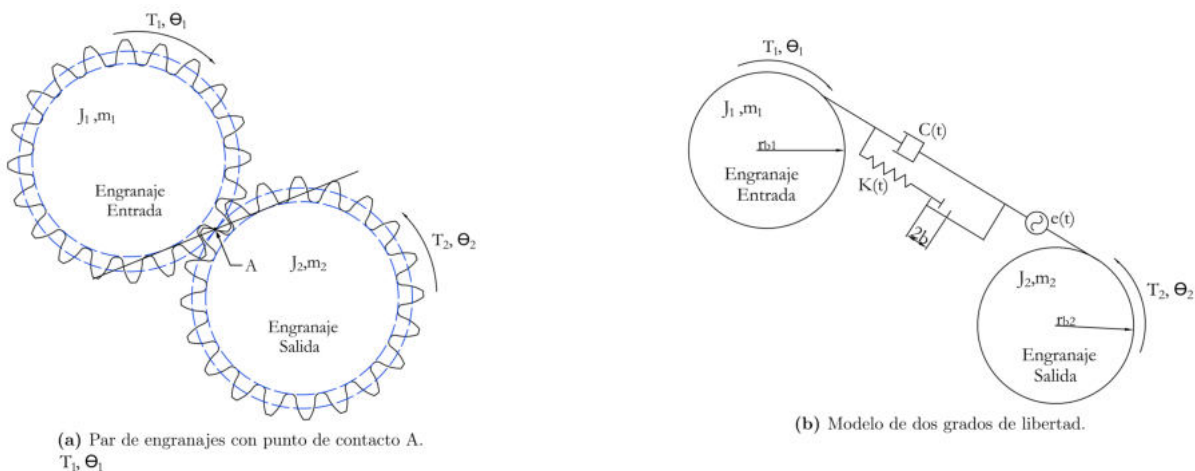 T₁, Θ₁
J₁ ,m₁
Engranaje
Entrada
A
T₂, Θ₂
J₂,m₂
Engranaje
Salida
(a) Par de engranajes con punto de contacto A.
T₁, Θ₁
T₁, Θ₁
J₁ ,m₁
r_b1
Engranaje
Entrada
C(t)
K(t)
2b
e(t)
J₂,m₂
T₂, Θ₂
r_b2
Engranaje
Salida
(b) Modelo de dos grados de libertad.